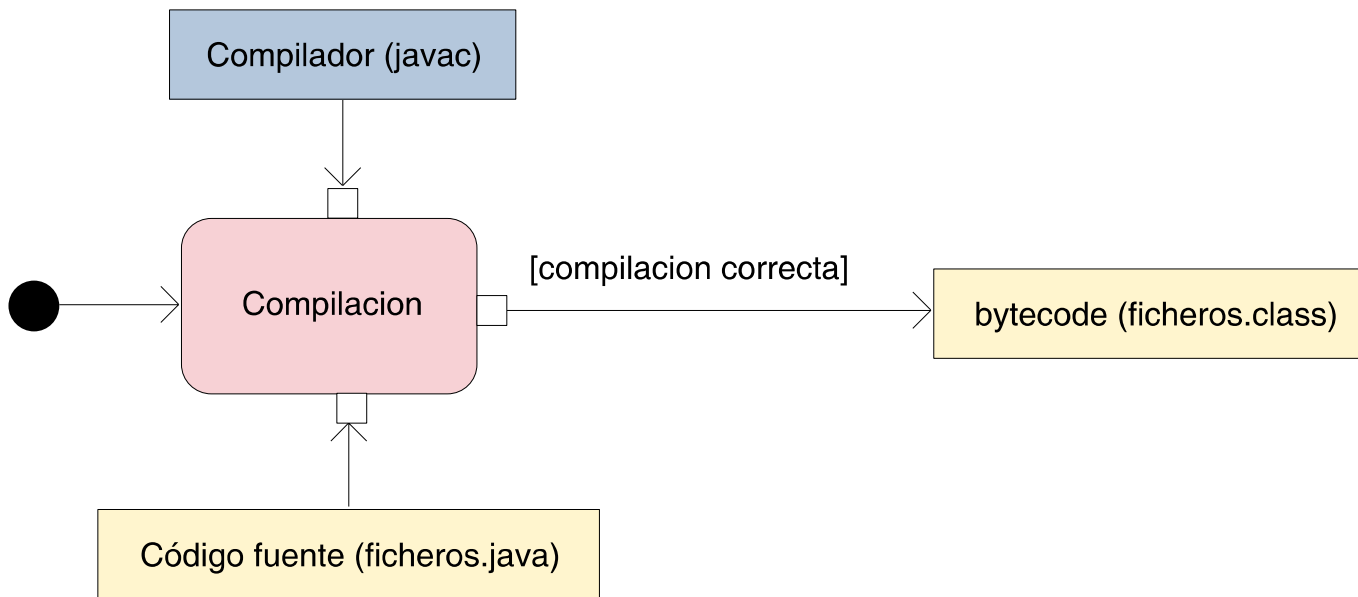 Compilador (javac)
[compilacion correcta]
Compilacion
bytecode (ficheros.class)
Código fuente (ficheros.java)